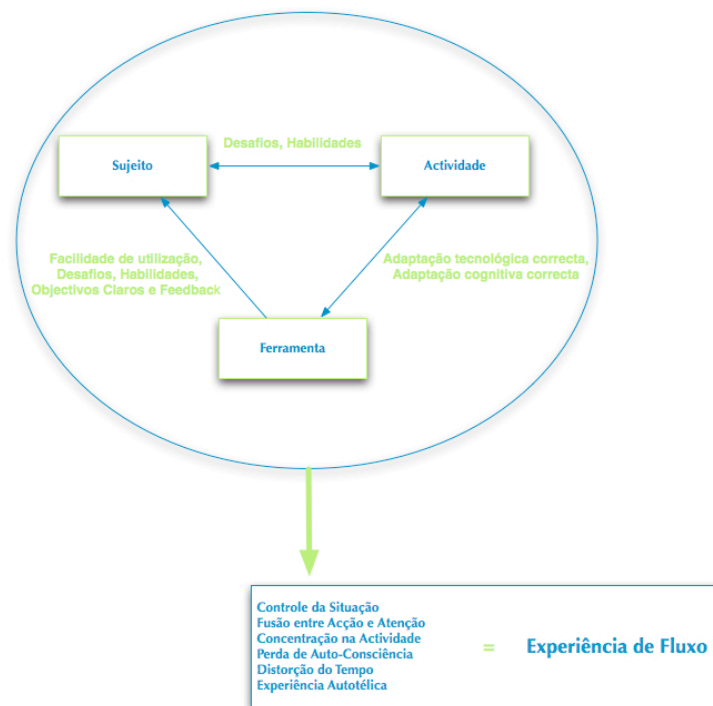 Desafios, Habilidades
Sujeito
Actividade
Facilidade de utilização,
Desafios, Habilidades,
Objectivos Claros e Feedback
Adaptação tecnológica correcta,
Adaptação cognitiva correcta
Ferramenta
Controle da Situação
Fusão entre Acção e Atenção
Concentração na Actividade
Perda de Auto-Consciência
Distorção do Tempo
Experiência Autotélica
= Experiência de Fluxo